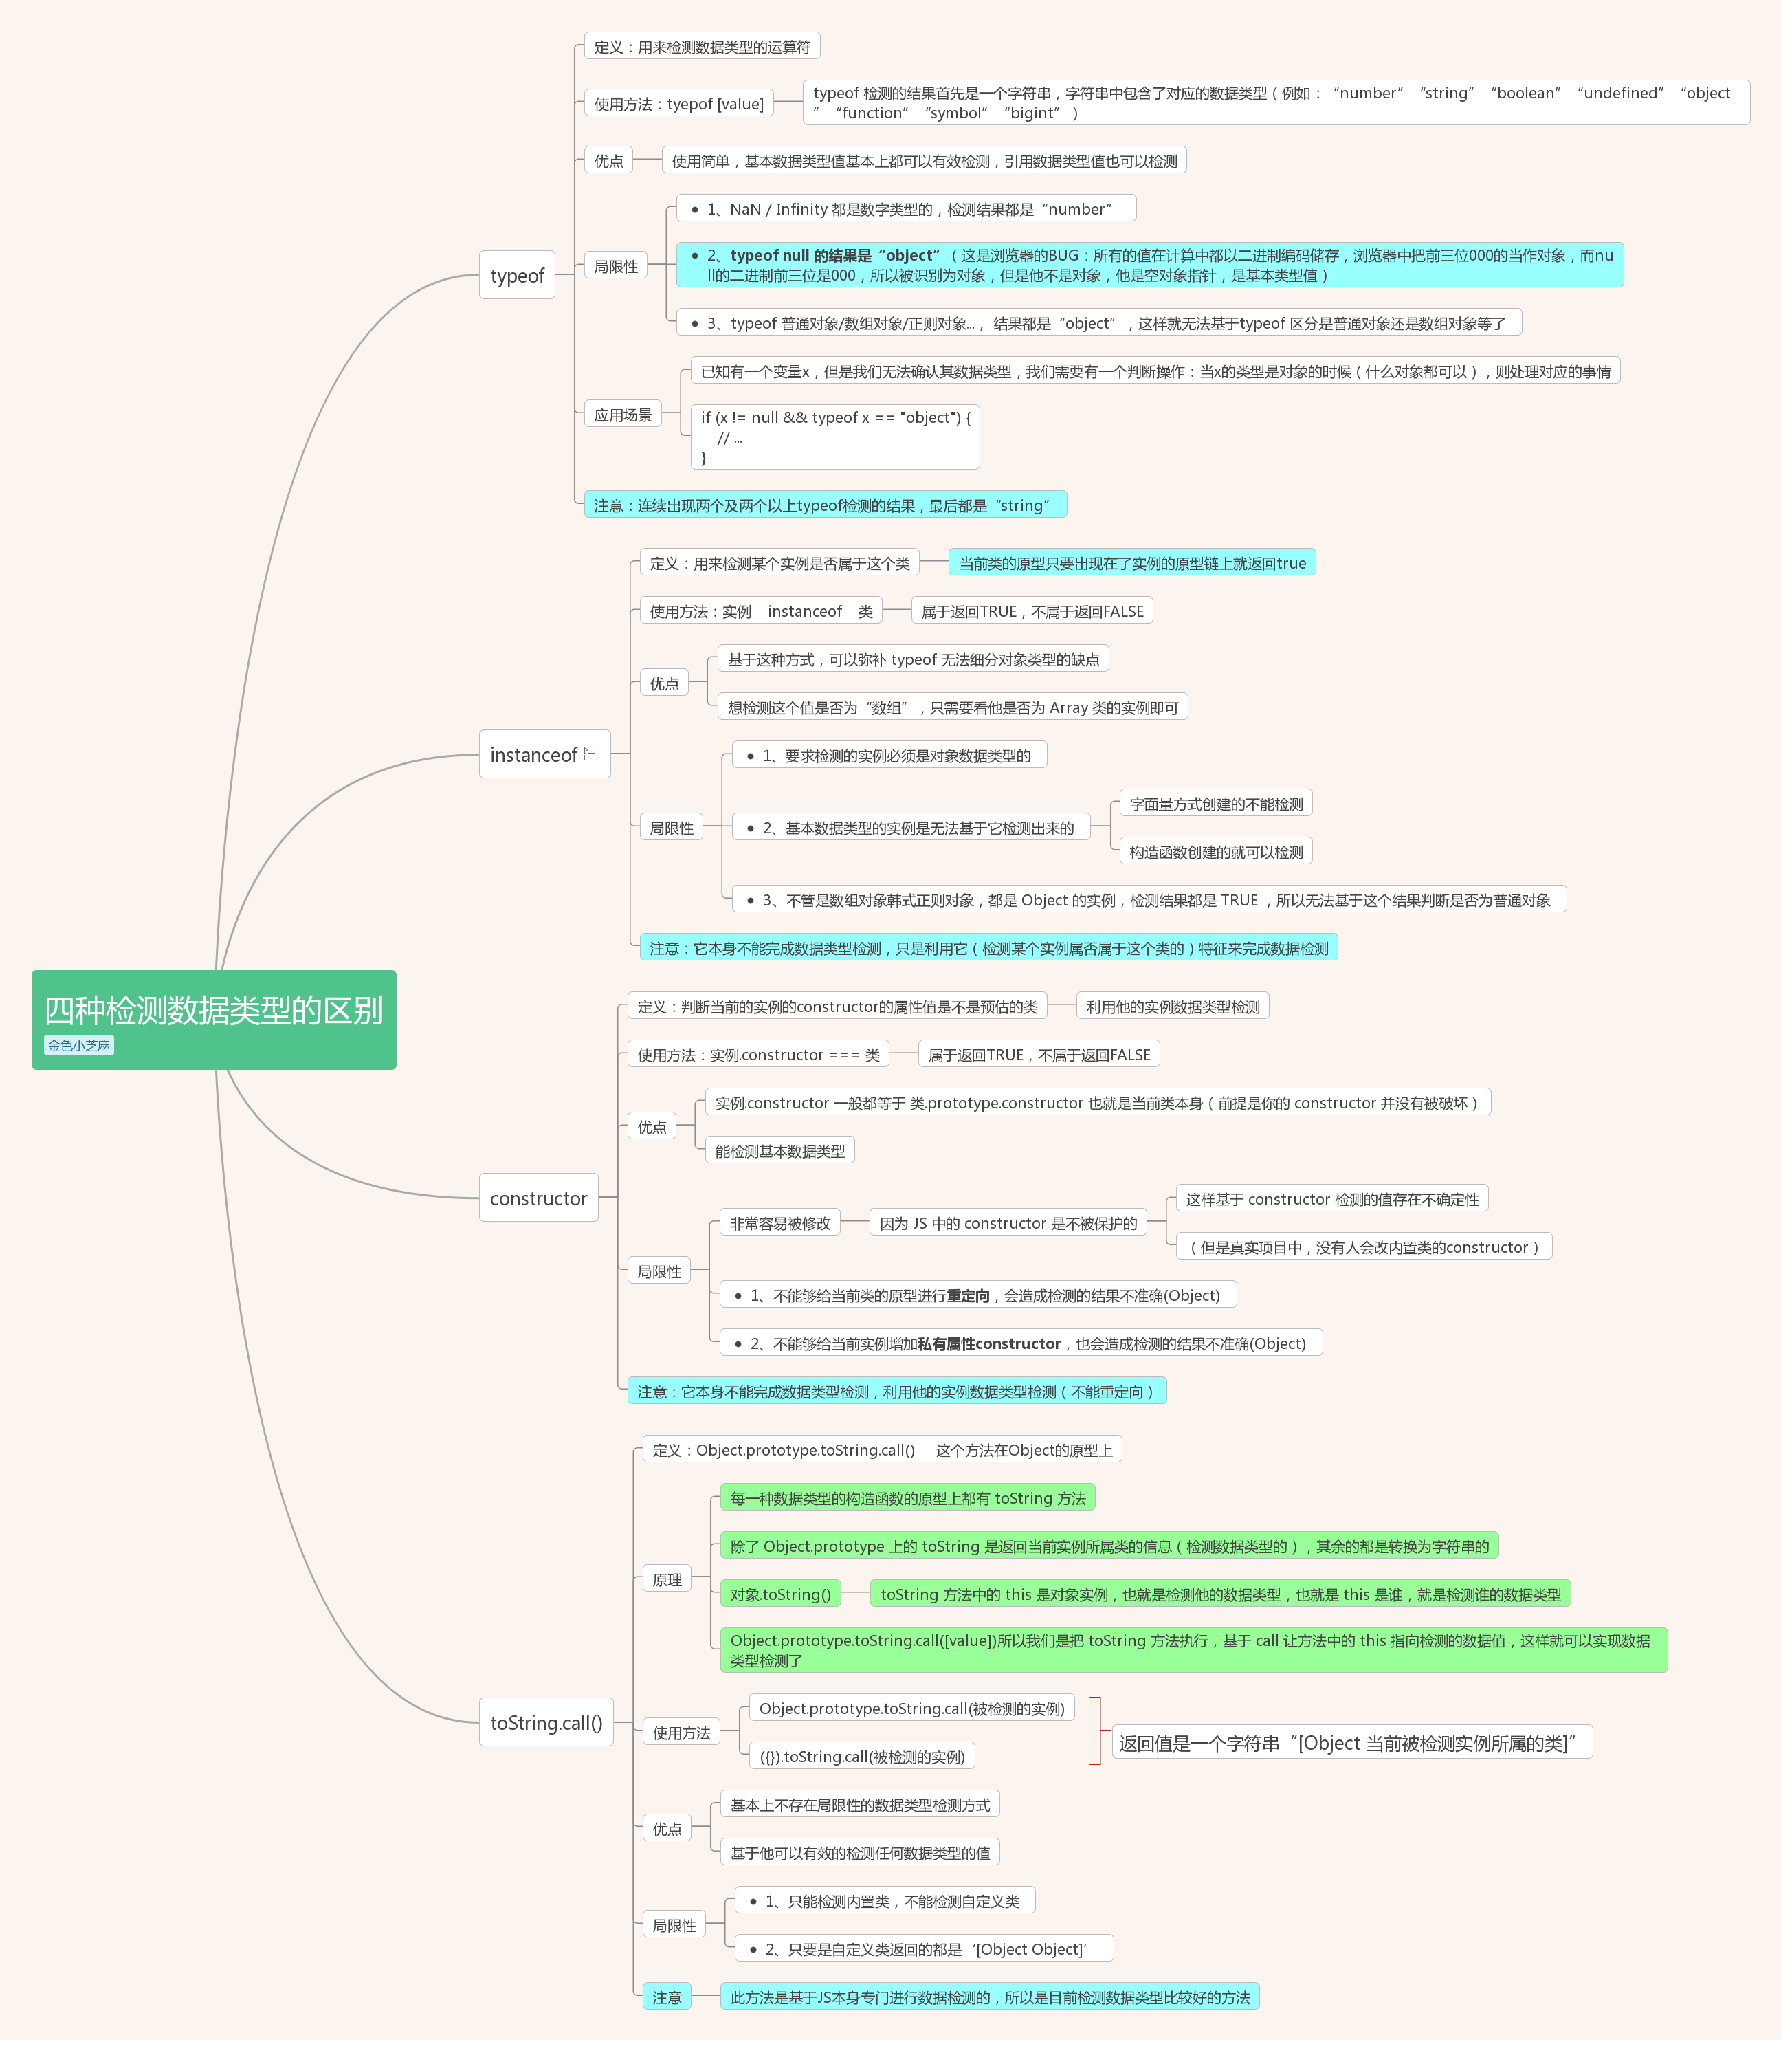 四种检测数据类型的区别
金色小芝麻
typeof
定义：用来检测数据类型的运算符
使用方法：tyepof [value]
typeof 检测的结果首先是一个字符串，字符串中包含了对应的数据类型（例如：“number” “string” “boolean” “undefined” “object
” “function” “symbol” “bigint” ）
优点
使用简单，基本数据类型值基本上都可以有效检测，引用数据类型值也可以检测
局限性
• 1、NaN / Infinity 都是数字类型的，检测结果都是“number”
• 2、typeof null 的结果是“object”（这是浏览器的BUG：所有的值在计算中都以二进制编码储存，浏览器中把前三位000的当作对象，而nu
ll的二进制前三位是000，所以被识别为对象，但是他不是对象，他是空对象指针，是基本类型值）
• 3、typeof 普通对象/数组对象/正则对象...，结果都是“object”，这样就无法基于typeof 区分是普通对象还是数组对象等了
应用场景
已知有一个变量x，但是我们无法确认其数据类型，我们需要有一个判断操作：当x的类型是对象的时候（什么对象都可以），则处理对应的事情
if (x != null && typeof x == "object") {
// ...
}
注意：连续出现两个及两个以上typeof检测的结果，最后都是“string”
instanceof
定义：用来检测某个实例是否属于这个类
当前类的原型只要出现在了实例的原型链上就返回true
使用方法：实例 instanceof 类
属于返回TRUE，不属于返回FALSE
优点
基于这种方式，可以弥补 typeof 无法细分对象类型的缺点
想检测这个值是否为“数组”，只需要看他是否为 Array 类的实例即可
局限性
• 1、要求检测的实例必须是对象数据类型的
• 2、基本数据类型的实例是无法基于它检测出来的
字面量方式创建的不能检测
构造函数创建的就可以检测
• 3、不管是数组对象韩式正则对象，都是 Object 的实例，检测结果都是 TRUE ，所以无法基于这个结果判断是否为普通对象
注意：它本身不能完成数据类型检测，只是利用它（检测某个实例属否属于这个类的）特征来完成数据检测
constructor
定义：判断当前的实例的constructor的属性值是不是预估的类
利用他的实例数据类型检测
使用方法：实例.constructor === 类
属于返回TRUE，不属于返回FALSE
优点
实例.constructor 一般都等于 类.prototype.constructor 也就是当前类本身（前提是你的 constructor 并没有被破坏）
能检测基本数据类型
局限性
非常容易被修改
因为 JS 中的 constructor 是不被保护的
这样基于 constructor 检测的值存在不确定性
（但是真实项目中，没有人会改内置类的constructor）
• 1、不能够给当前类的原型进行重定向，会造成检测的结果不准确(Object)
• 2、不能够给当前实例增加私有属性constructor，也会造成检测的结果不准确(Object)
注意：它本身不能完成数据类型检测，利用他的实例数据类型检测（不能重定向）
toString.call()
定义：Object.prototype.toString.call() 这个方法在Object的原型上
原理
每一种数据类型的构造函数的原型上都有 toString 方法
除了 Object.prototype 上的 toString 是返回当前实例所属类的信息（检测数据类型的），其余的都是转换为字符串的
对象.toString()
toString 方法中的 this 是对象实例，也就是检测他的数据类型，也就是 this 是谁，就是检测谁的数据类型
Object.prototype.toString.call([value])所以我们是把 toString 方法执行，基于 call 让方法中的 this 指向检测的数据值，这样就可以实现数据
类型检测了
使用方法
Object.prototype.toString.call(被检测的实例)
({}).toString.call(被检测的实例)
返回值是一个字符串“[Object 当前被检测实例所属的类]”
优点
基本上不存在局限性的数据类型检测方式
基于他可以有效的检测任何数据类型的值
局限性
• 1、只能检测内置类，不能检测自定义类
• 2、只要是自定义类返回的都是‘[Object Object]’
注意
此方法是基于JS本身专门进行数据检测的，所以是目前检测数据类型比较好的方法